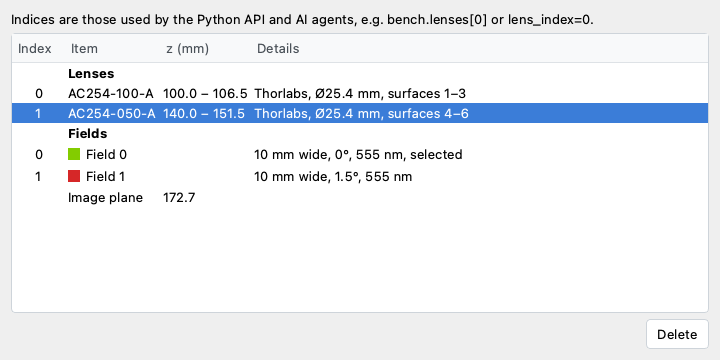 Indices are those used by the Python API and AI agents, e.g. bench.lenses[0] or lens_index=0.
Index Item z (mm) Details
Lenses
0 AC254-100-A 100.0 – 106.5 Thorlabs, Ø25.4 mm, surfaces 1–3
1 AC254-050-A 140.0 – 151.5 Thorlabs, Ø25.4 mm, surfaces 4–6
Fields
0 Field 0 10 mm wide, 0°, 555 nm, selected
1 Field 1 10 mm wide, 1.5°, 555 nm
Image plane 172.7
Delete